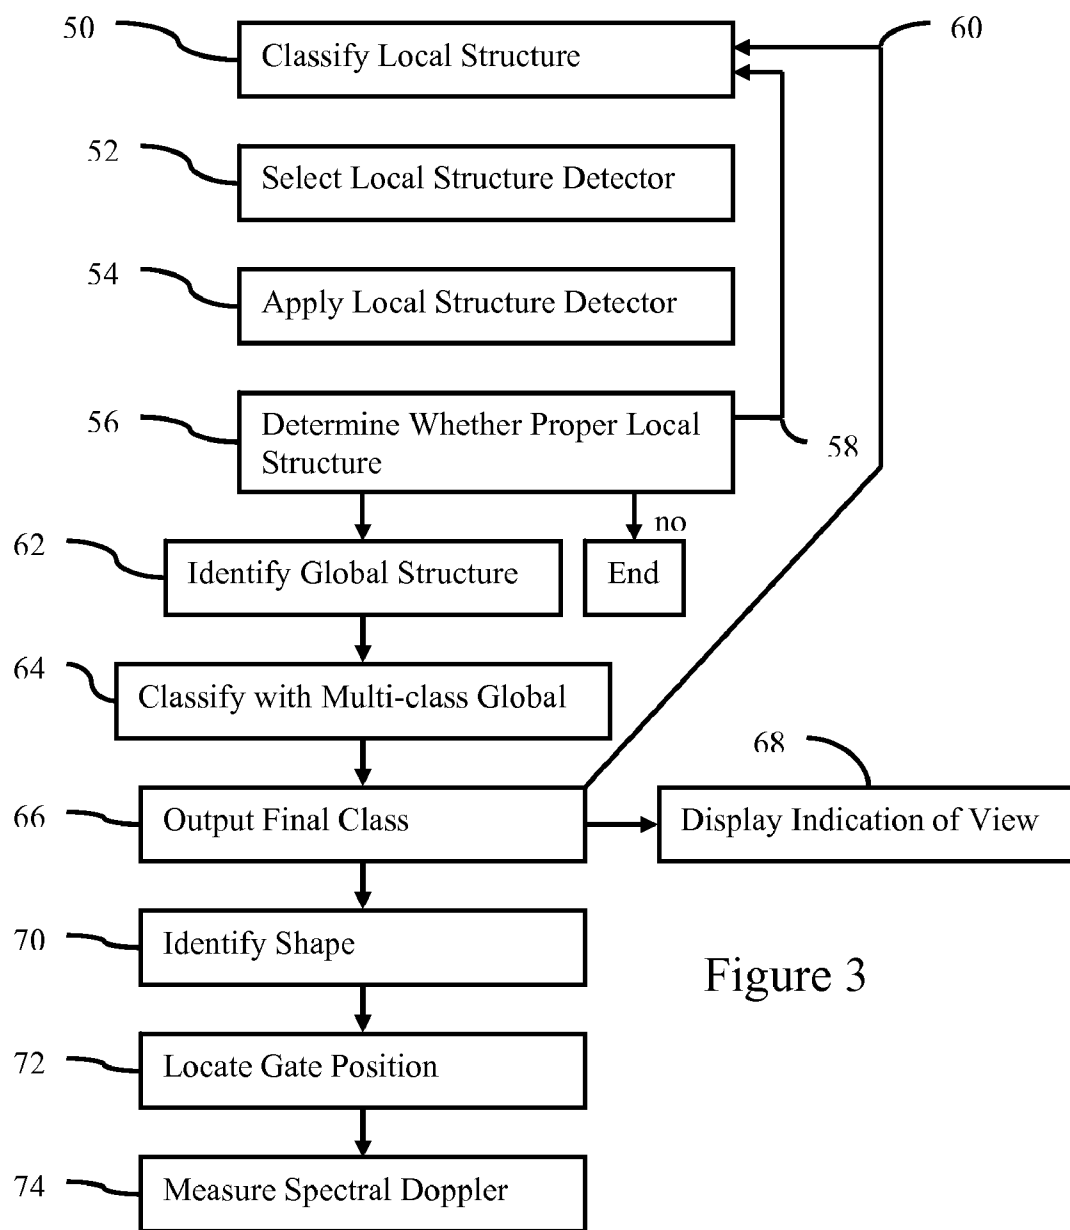 50
Classify Local Structure
60
52
Select Local Structure Detector
54
Apply Local Structure Detector
56
Determine Whether Proper Local
Structure
58
no
62
Identify Global Structure
End
64
Classify with Multi-class Global
68
66
Output Final Class
Display Indication of View
70
Identify Shape
Figure 3
72
Locate Gate Position
74
Measure Spectral Doppler